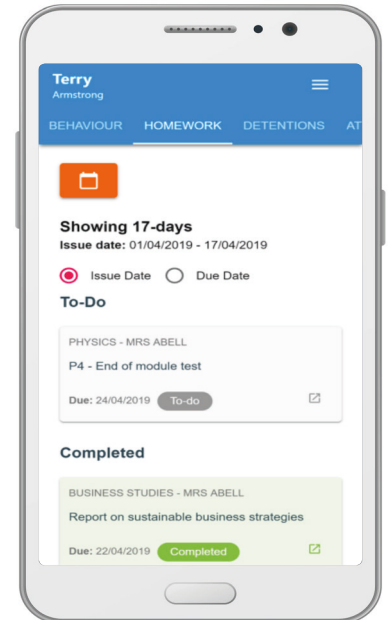 Terry
Armstrong
BEHAVIOUR HOMEWORK DETENTIONS AT
Showing 17-days
Issue date: 01/04/2019 - 17/04/2019
Issue Date Due Date
To-Do
PHYSICS - MRS ABELL
P4 - End of module test
Due: 24/04/2019 To-do
Completed
BUSINESS STUDIES - MRS ABELL
Report on sustainable business strategies
Due: 22/04/2019 Completed